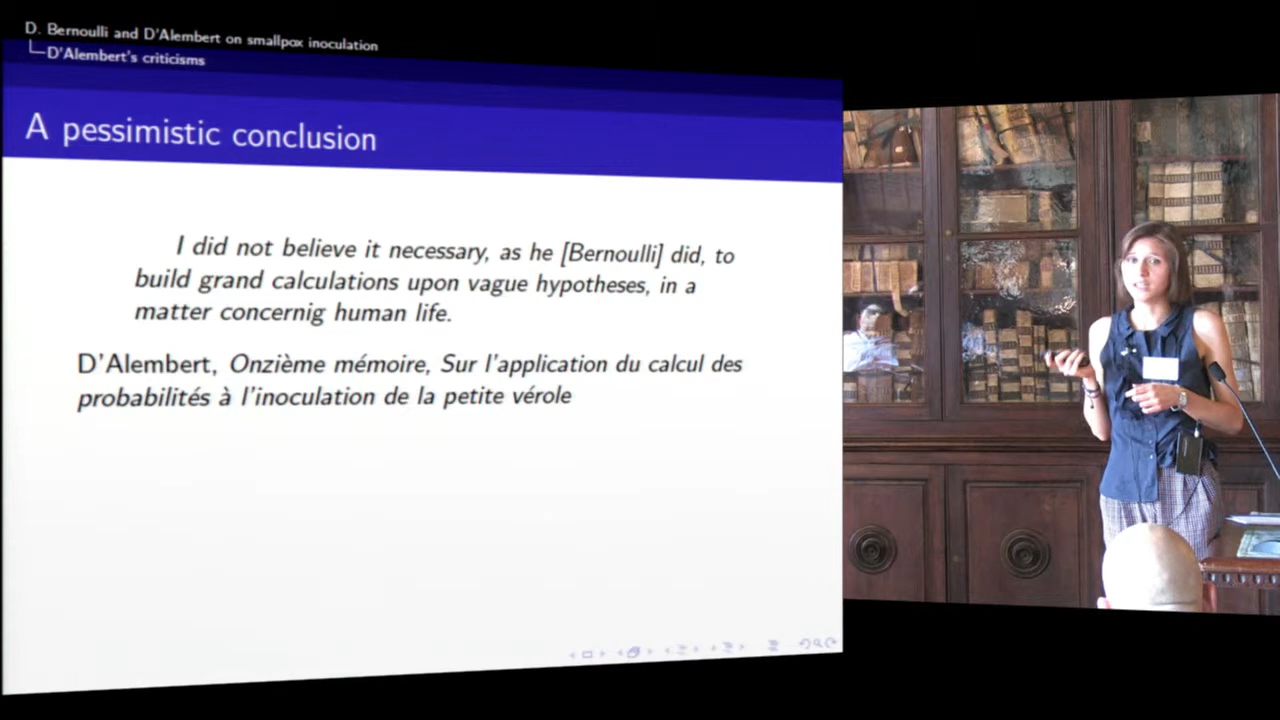 D. Bernoulli and D'Alembert on smallpox inoculation
D'Alembert's criticisms
A pessimistic conclusion
I did not believe it necessary, as he [Bernoulli] did, to
build grand calculations upon vague hypotheses, in a
matter concernig human life.
D'Alembert, Onzième mémoire, Sur l'application du calcul des
probabilités à l'inoculation de la petite vérole